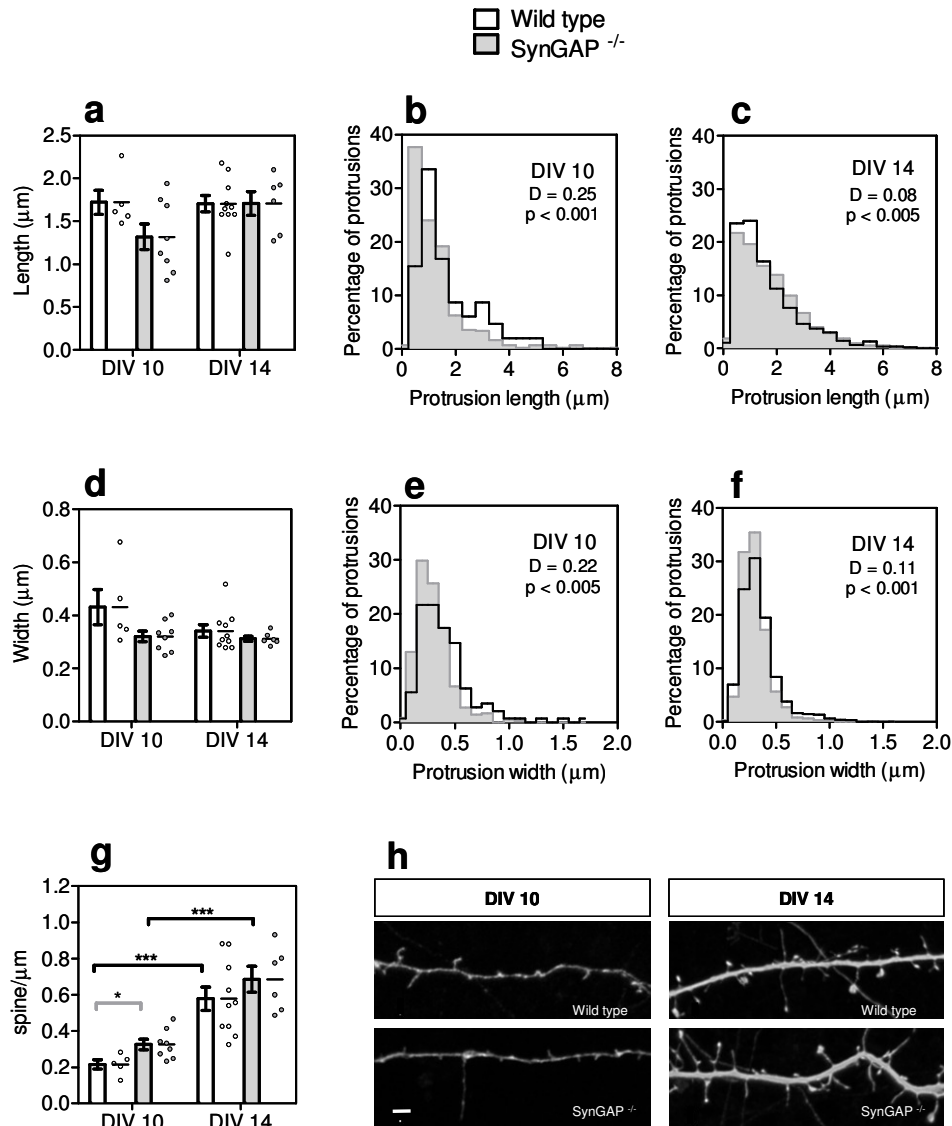 Wild type
SynGAP -/-
a
2.5
2.0
1.5
1.0
0.5
0.0
Length (μm)
DIV 10
DIV 14
b
40
30
20
10
0
Percentage of protrusions
DIV 10
D = 0.25
p < 0.001
0 2 4 6 8
Protrusion length (μm)
c
40
30
20
10
0
Percentage of protrusions
DIV 14
D = 0.08
p < 0.005
0 2 4 6 8
Protrusion length (μm)
d
0.8
0.6
0.4
0.2
0.0
Width (μm)
DIV 10
DIV 14
e
40
30
20
10
0
Percentage of protrusions
DIV 10
D = 0.22
p < 0.005
0.0 0.5 1.0 1.5 2.0
Protrusion width (μm)
f
40
30
20
10
0
Percentage of protrusions
DIV 14
D = 0.11
p < 0.001
0.0 0.5 1.0 1.5 2.0
Protrusion width (μm)
g
1.2
1.0
0.8
0.6
0.4
0.2
0.0
spine/μm
***
***
*
DIV 10
DIV 14
h
DIV 10
DIV 14
Wild type
Wild type
SynGAP -/-
SynGAP -/-